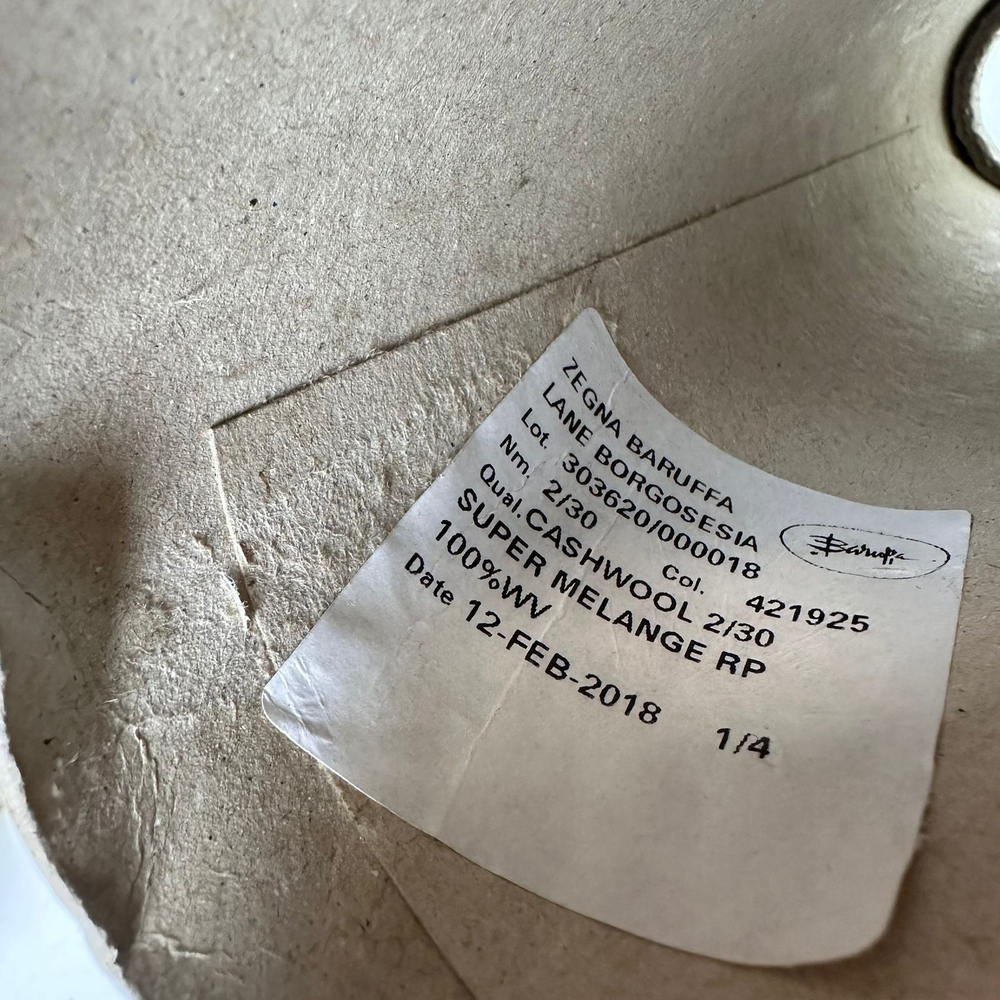 ZEGNA BARUFFA
LANE BORGOSESIA
Baruffa
Lot. 303620/000018
Nm. 2/30 Col. 421925
Qual. CASHWOOL 2/30
SUPER MELANGE RP
100%WV
Date 12-FEB-2018 1/4